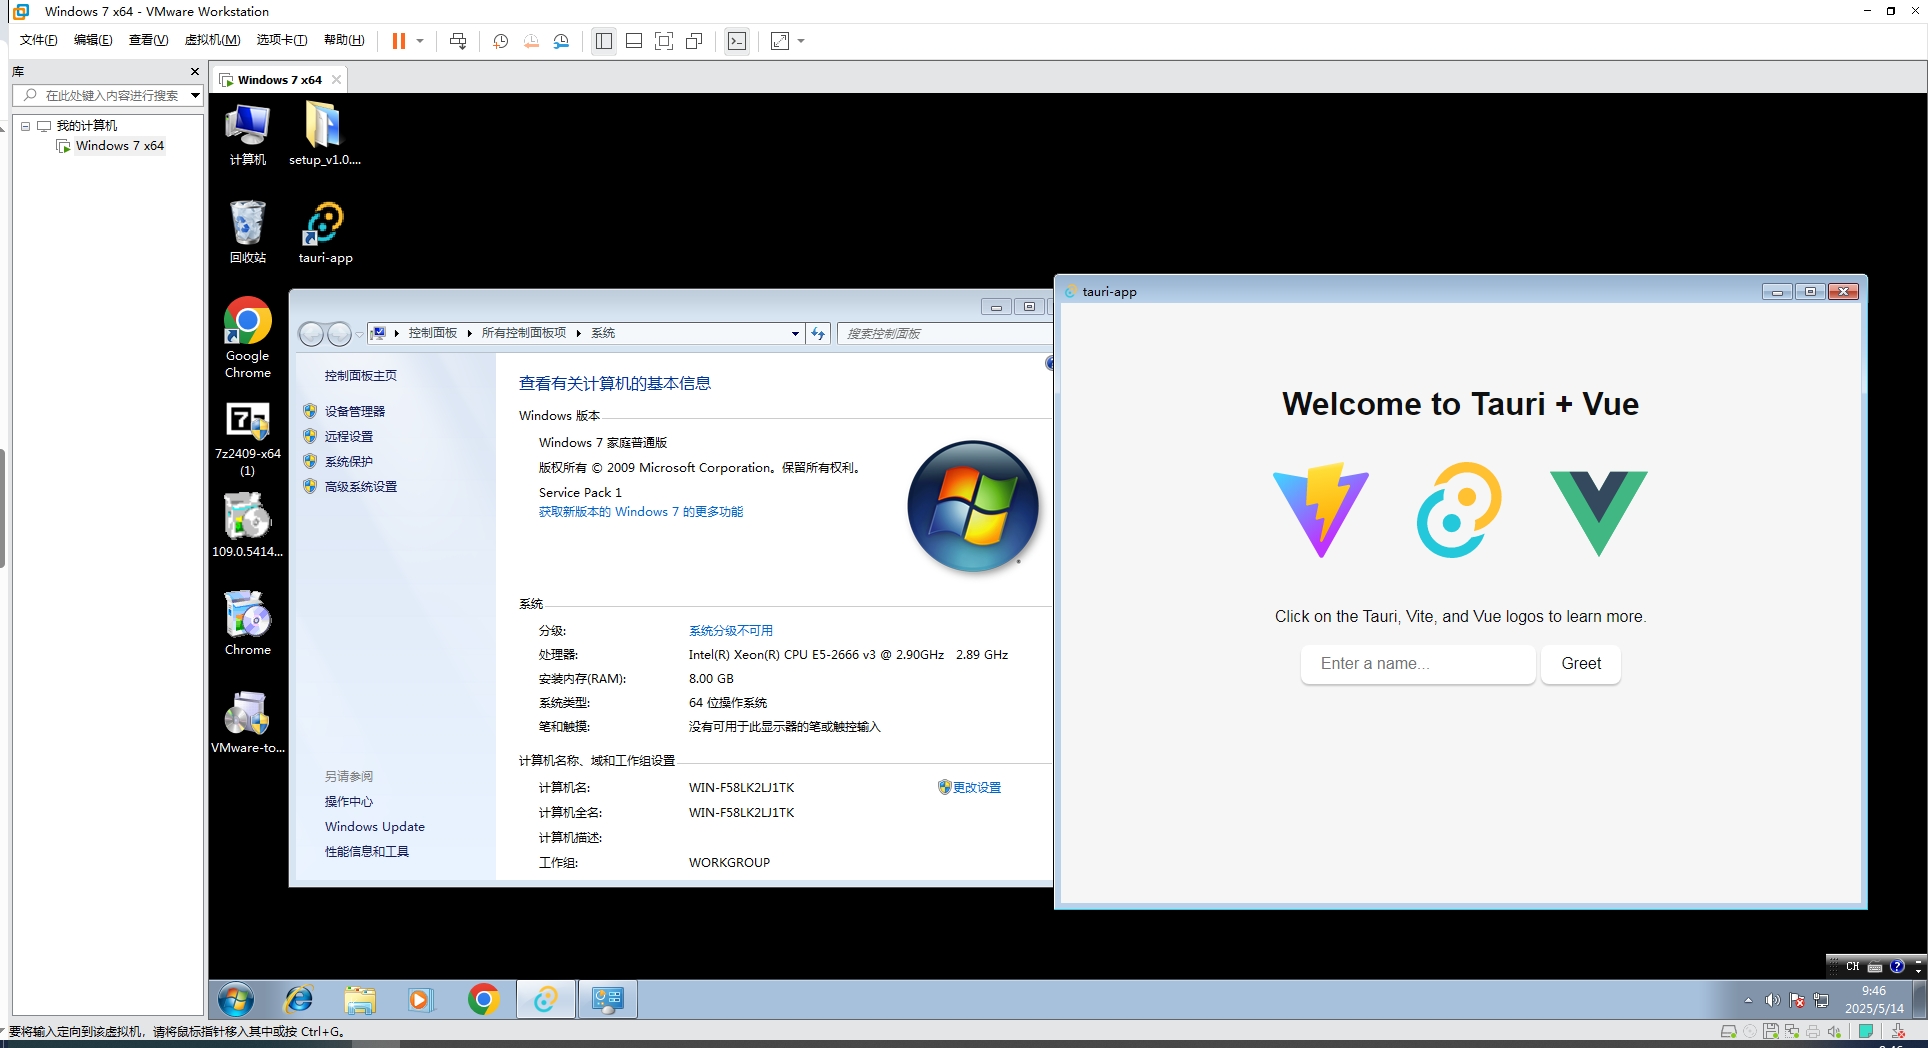 Windows 7 x64 - VMware Workstation
文件(F) 编辑(E) 查看(V) 虚拟机(M) 选项卡(T) 帮助(H)
库
在此处键入内容进行搜索
我的计算机
Windows 7 x64
Windows 7 x64
计算机
setup_v1.0....
回收站
tauri-app
Google
Chrome
7z2409-x64
(1)
109.0.5414...
Chrome
VMware-to...
控制面板
所有控制面板项
系统
搜索控制面板
控制面板主页
设备管理器
远程设置
系统保护
高级系统设置
另请参阅
操作中心
Windows Update
性能信息和工具
查看有关计算机的基本信息
Windows 版本
Windows 7 家庭普通版
版权所有 © 2009 Microsoft Corporation。保留所有权利。
Service Pack 1
获取新版本的 Windows 7 的更多功能
系统
分级: 系统分级不可用
处理器: Intel(R) Xeon(R) CPU E5-2666 v3 @ 2.90GHz 2.89 GHz
安装内存(RAM): 8.00 GB
系统类型: 64 位操作系统
笔和触摸: 没有可用于此显示器的笔或触控输入
计算机名称、域和工作组设置
计算机名: WIN-F58LK2LJ1TK 更改设置
计算机全名: WIN-F58LK2LJ1TK
计算机描述:
工作组: WORKGROUP
tauri-app
Welcome to Tauri + Vue
Click on the Tauri, Vite, and Vue logos to learn more.
Enter a name... Greet
CH
9:46
2025/5/14
要将输入定向到该虚拟机，请将鼠标指针移入其中或按 Ctrl+G。